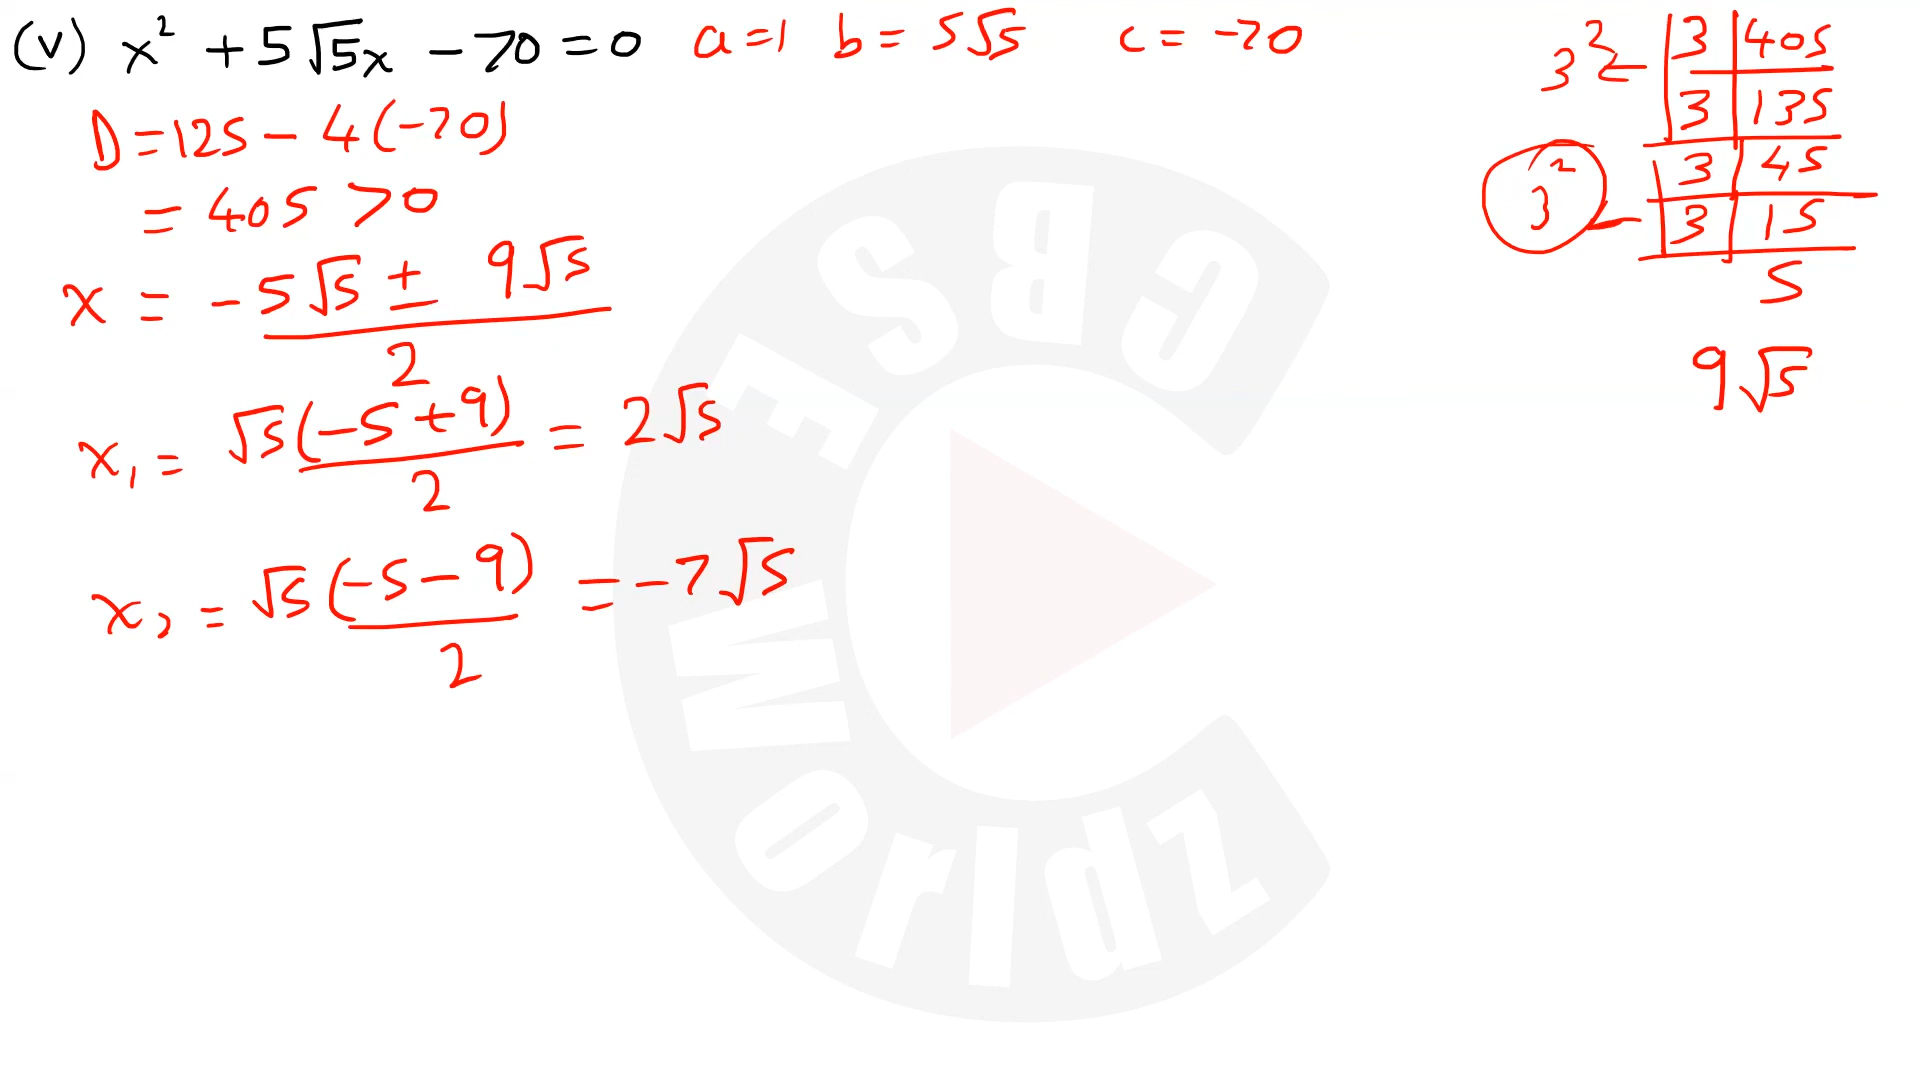 (v) x² + 5√5x - 70 = 0 a=1 b= 5√5 c= -70
D = 125 - 4(-70)
= 405 > 0
x = -5√5 ± 9√5
2
x₁ = √5(-5+9) = 2√5
2
x₂ = √5(-5-9) = -7√5
2
3² 3 405
3 135
3² 3 45
3 15
5
9√5
CBSE
Worldz